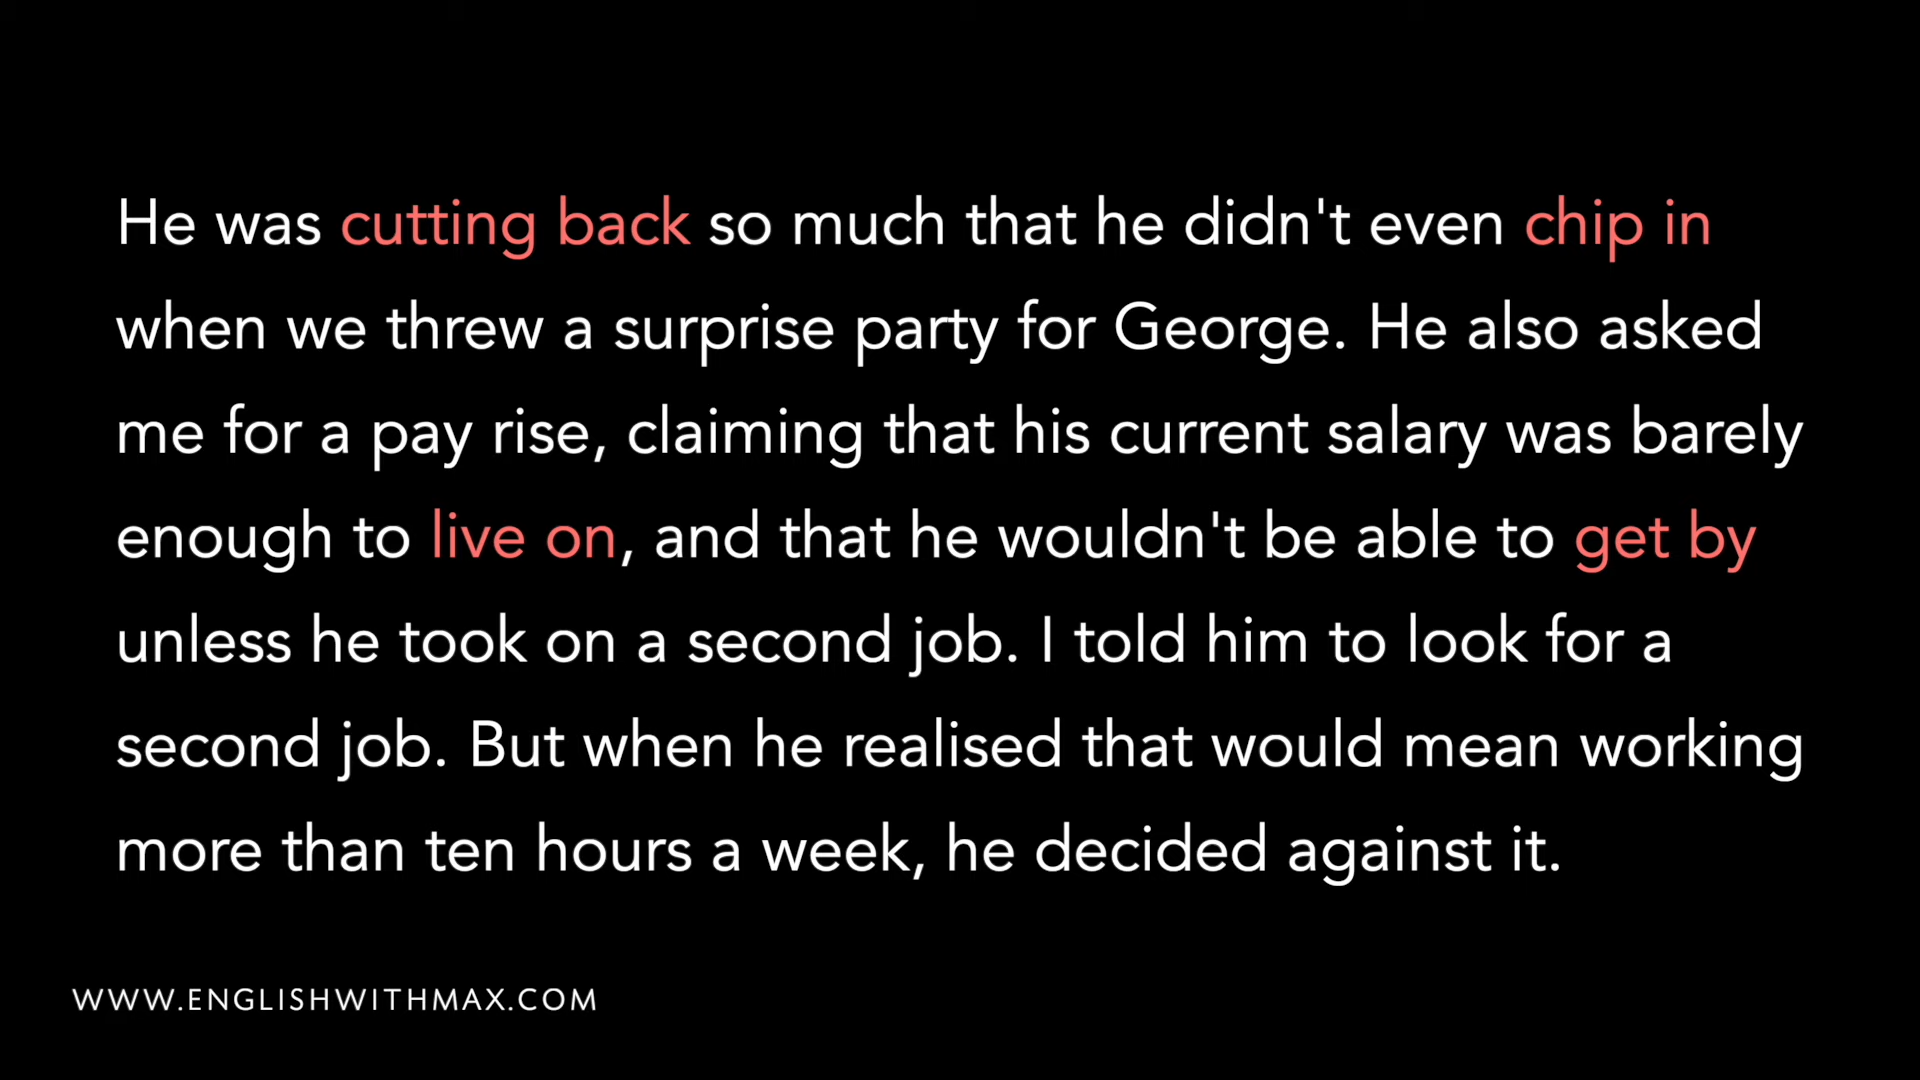 He was cutting back so much that he didn't even chip in
when we threw a surprise party for George. He also asked
me for a pay rise, claiming that his current salary was barely
enough to live on, and that he wouldn't be able to get by
unless he took on a second job. I told him to look for a
second job. But when he realised that would mean working
more than ten hours a week, he decided against it.
WWW.ENGLISHWITHMAX.COM